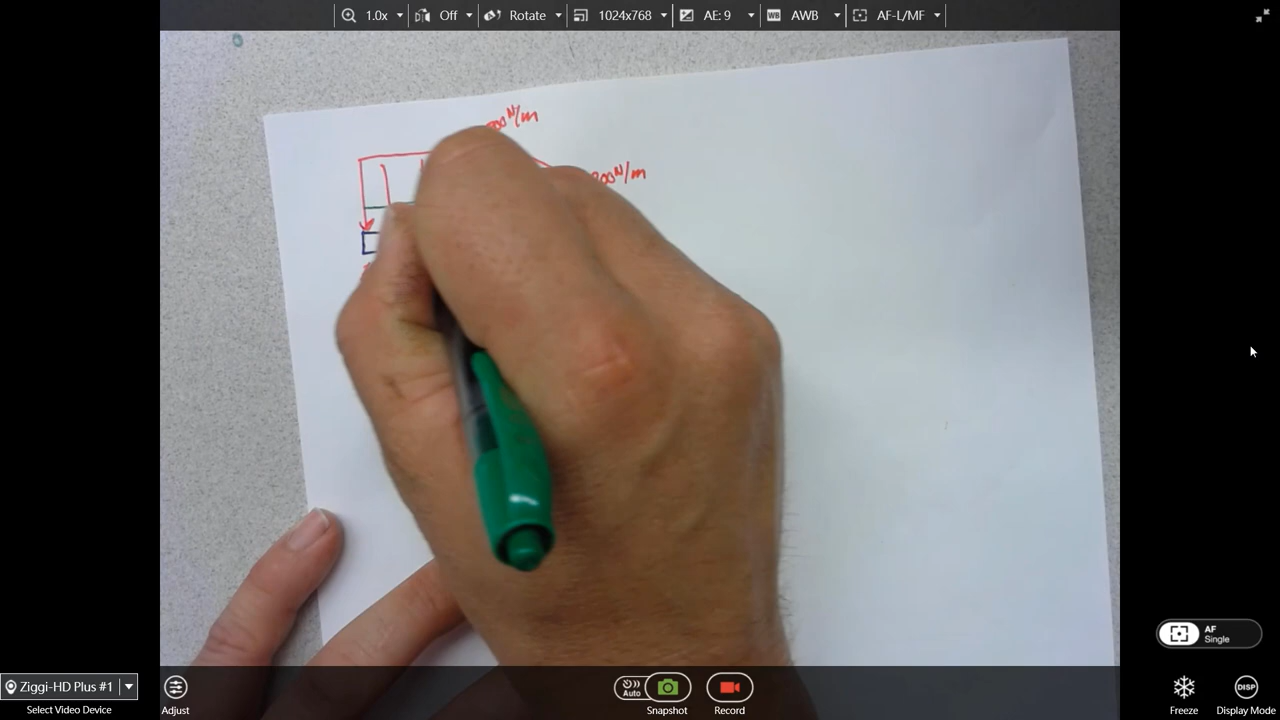 1.0x Off Rotate 1024x768 AE: 9 WB AWB AF-L/MF
N/m
N/m
AF
Single
Ziggi-HD Plus #1
Select Video Device
Adjust
Auto
Snapshot
Record
Freeze
DISP
Display Mode